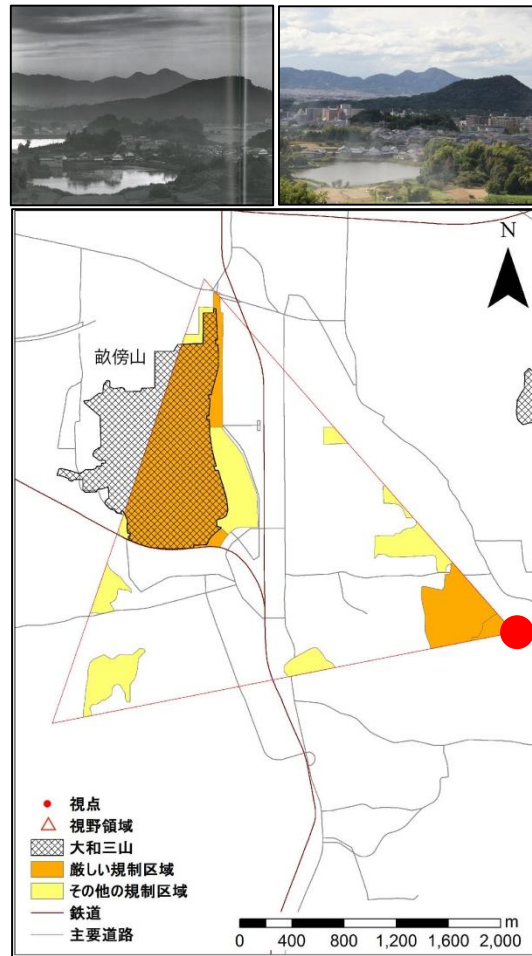 N
畝傍山
視点
視野領域
大和三山
厳しい規制区域
その他の規制区域
鉄道
主要道路
m
0 400 800 1,200 1,600 2,000